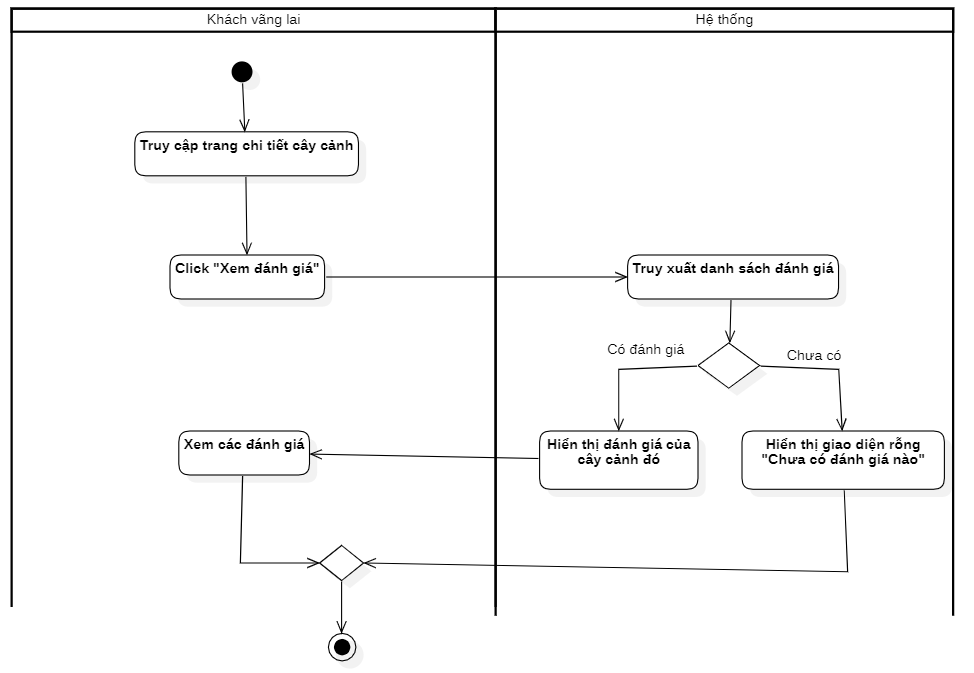 Khách vãng lai
Hệ thống
Truy cập trang chi tiết cây cảnh
Click "Xem đánh giá"
Truy xuất danh sách đánh giá
Có đánh giá
Chưa có
Xem các đánh giá
Hiển thị đánh giá của
cây cảnh đó
Hiển thị giao diện rỗng
"Chưa có đánh giá nào"